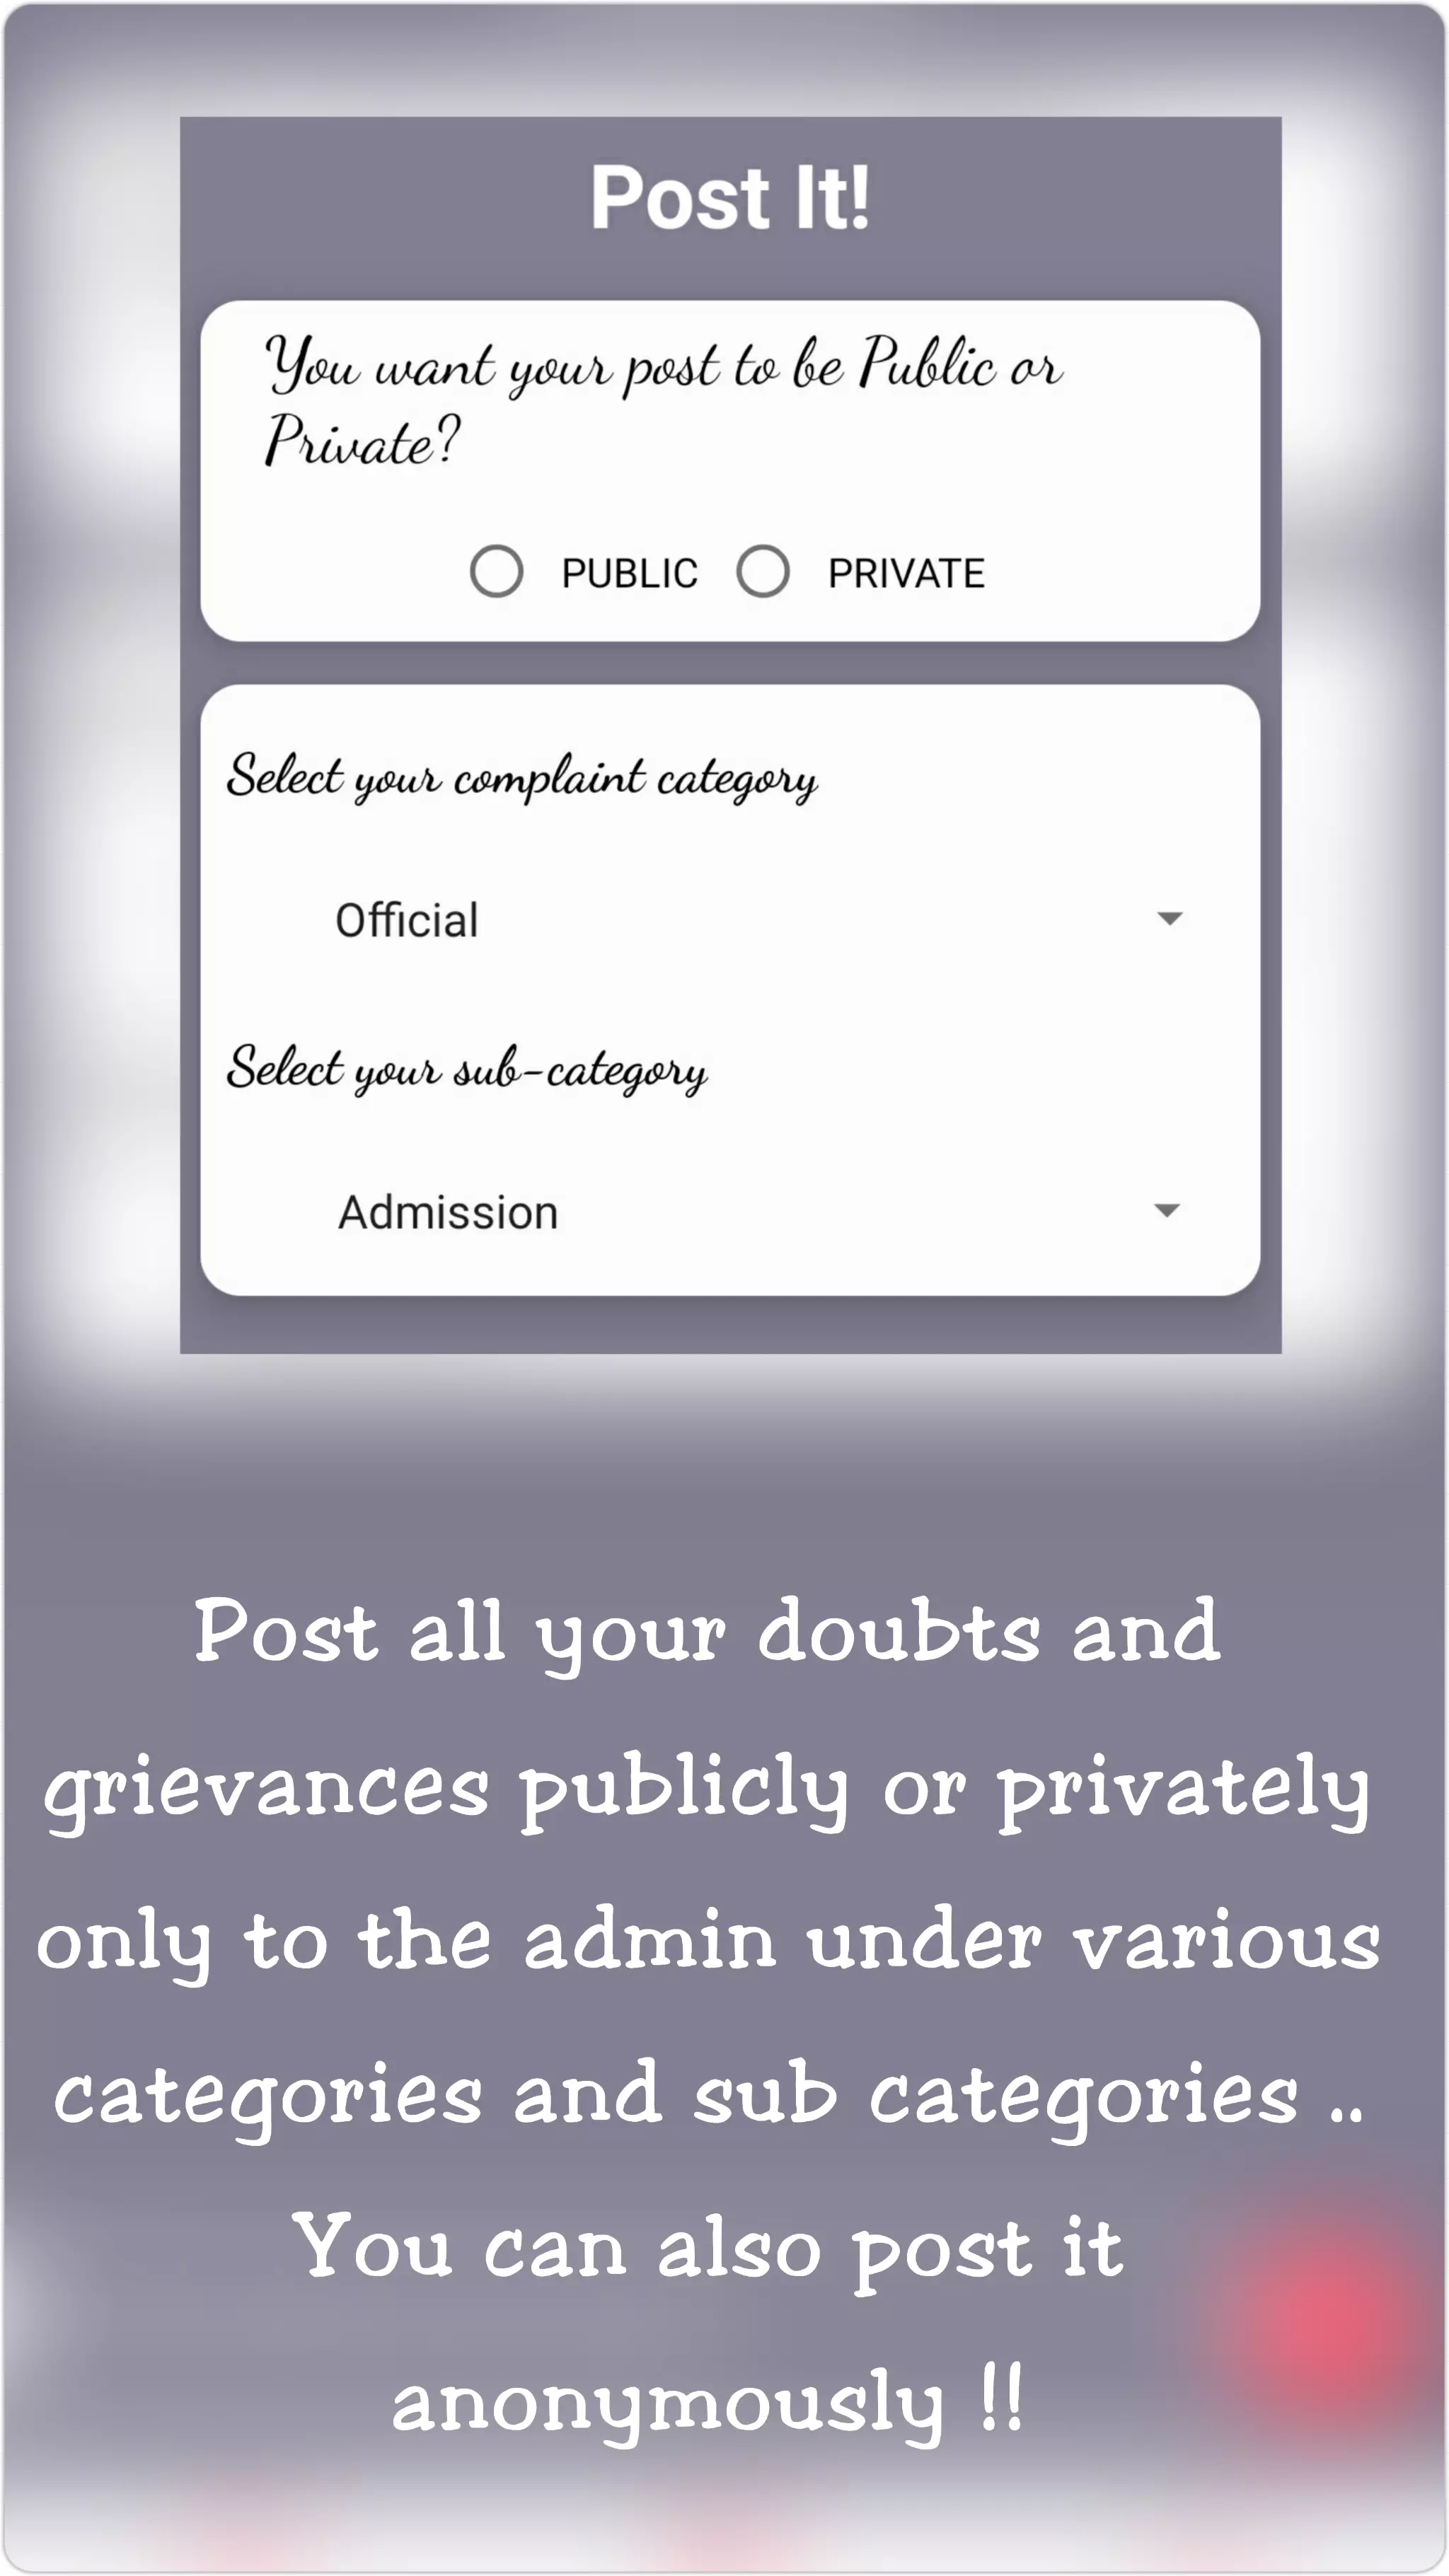 Post It!
You want your post to be Public or
Private?
PUBLIC PRIVATE
Select your complaint category
Official
Select your sub-category
Admission
Post all your doubts and
grievances publicly or privately
only to the admin under various
categories and sub categories ..
You can also post it
anonymously !!